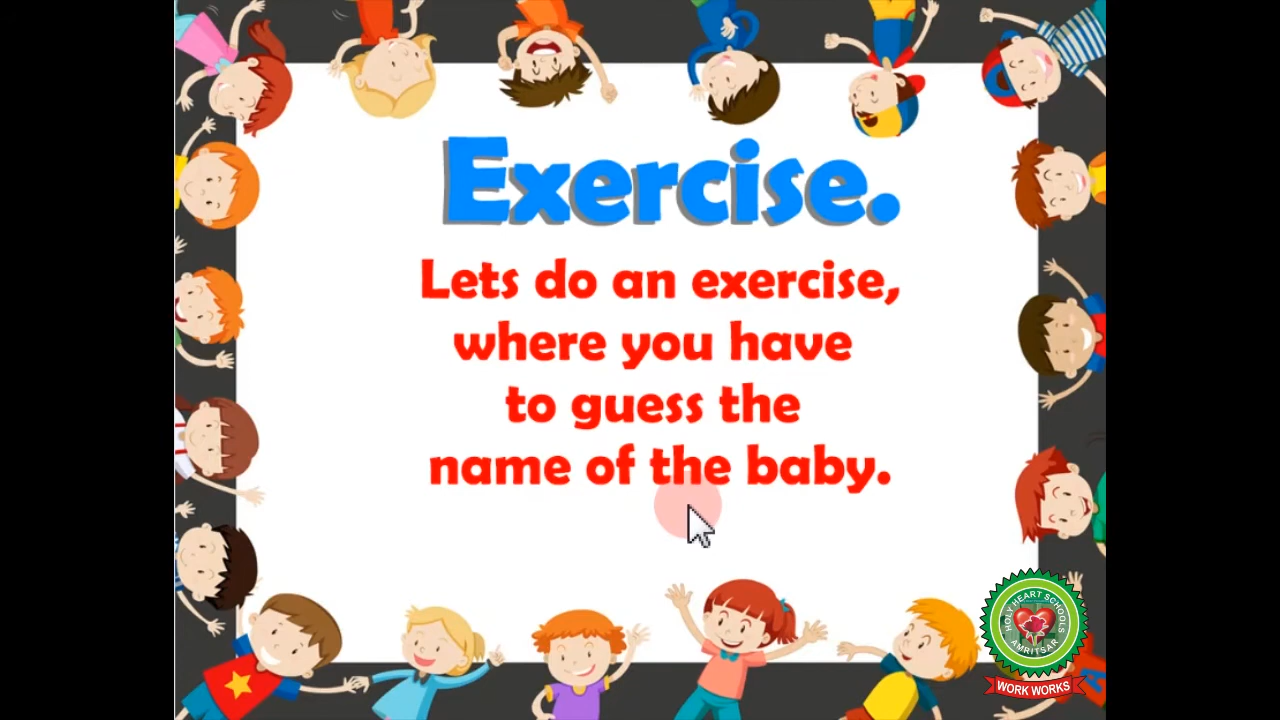 Exercise.
Lets do an exercise,
where you have
to guess the
name of the baby.
HOLY HEART SCHOOLS
AMRITSAR
WORK WORKS